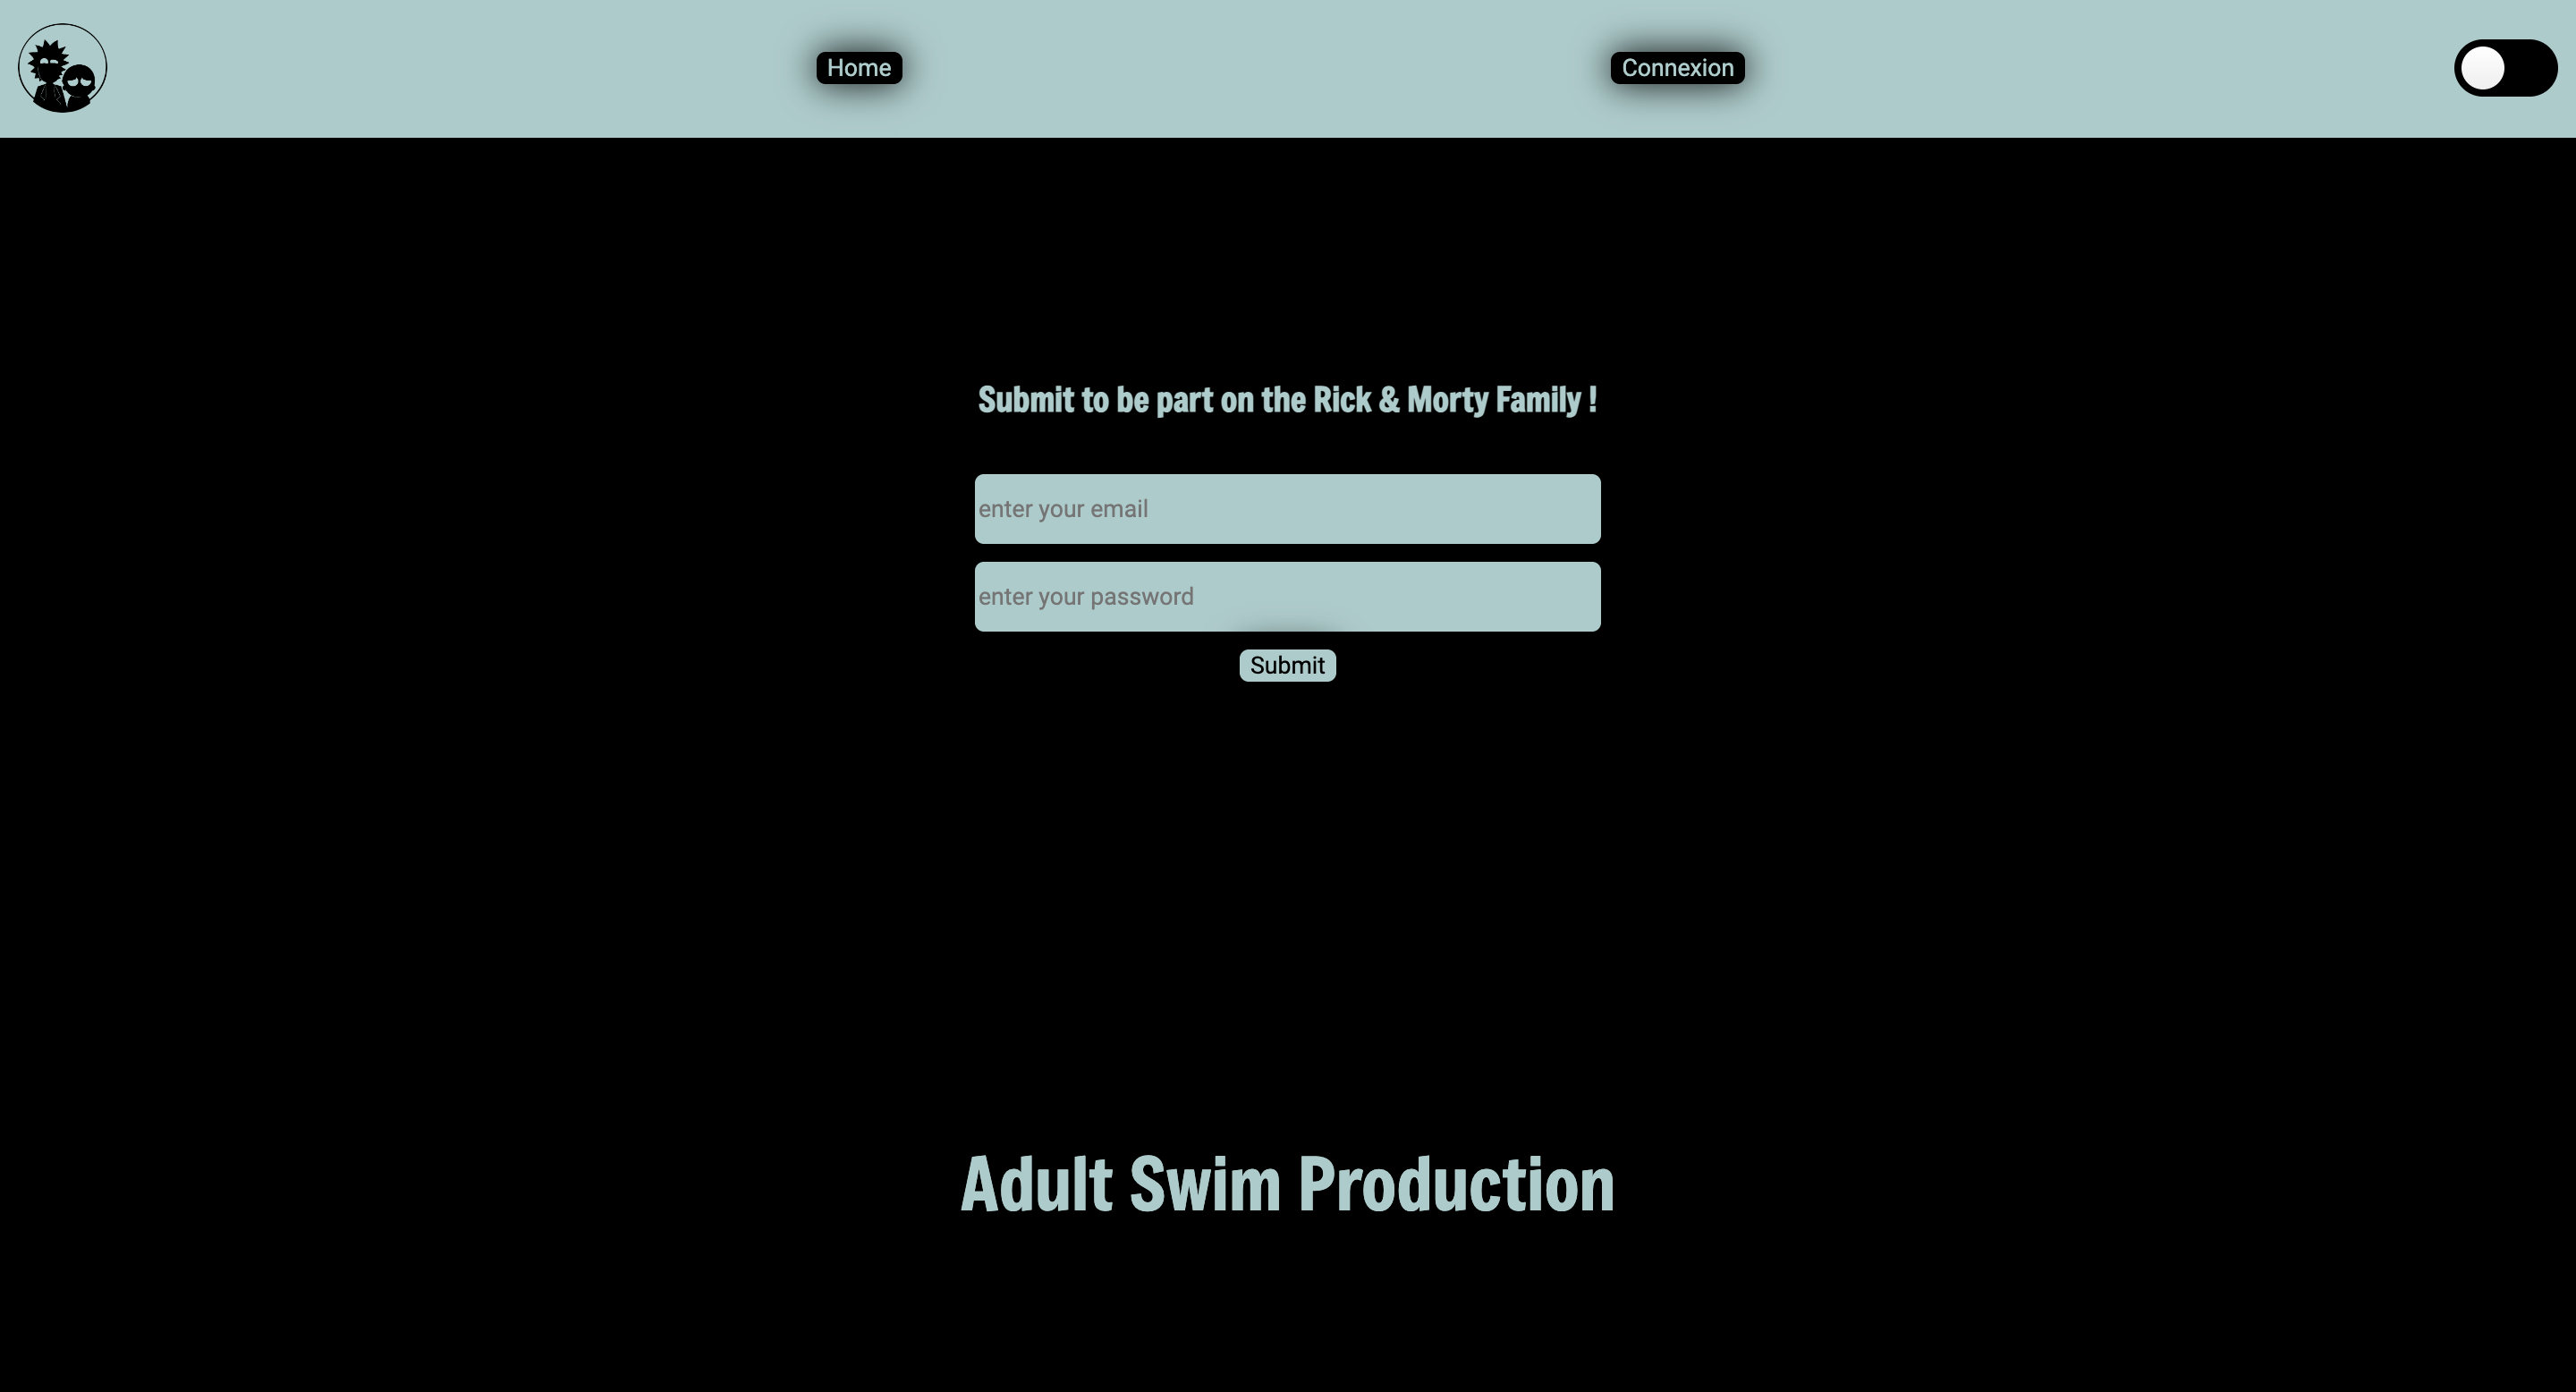 Home
Connexion
Submit to be part on the Rick & Morty Family !
enter your email
enter your password
Submit
Adult Swim Production